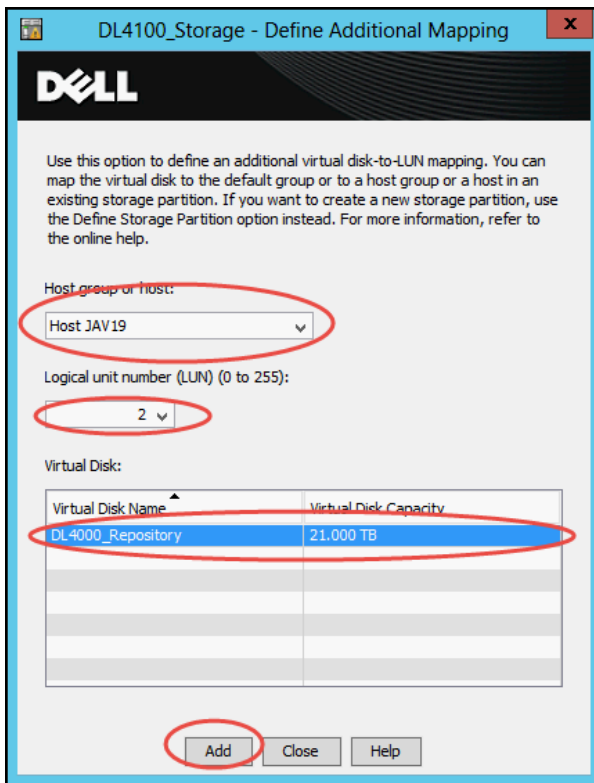 DL4100_Storage - Define Additional Mapping
x
DELL
Use this option to define an additional virtual disk-to-LUN mapping. You can
map the virtual disk to the default group or to a host group or a host in an
existing storage partition. If you want to create a new storage partition, use
the Define Storage Partition option instead. For more information, refer to
the online help.
Host group or host:
Host JAV19
Logical unit number (LUN) (0 to 255):
2
Virtual Disk:
Virtual Disk Name Virtual Disk Capacity
DL4000_Repository 21.000 TB
Add Close Help